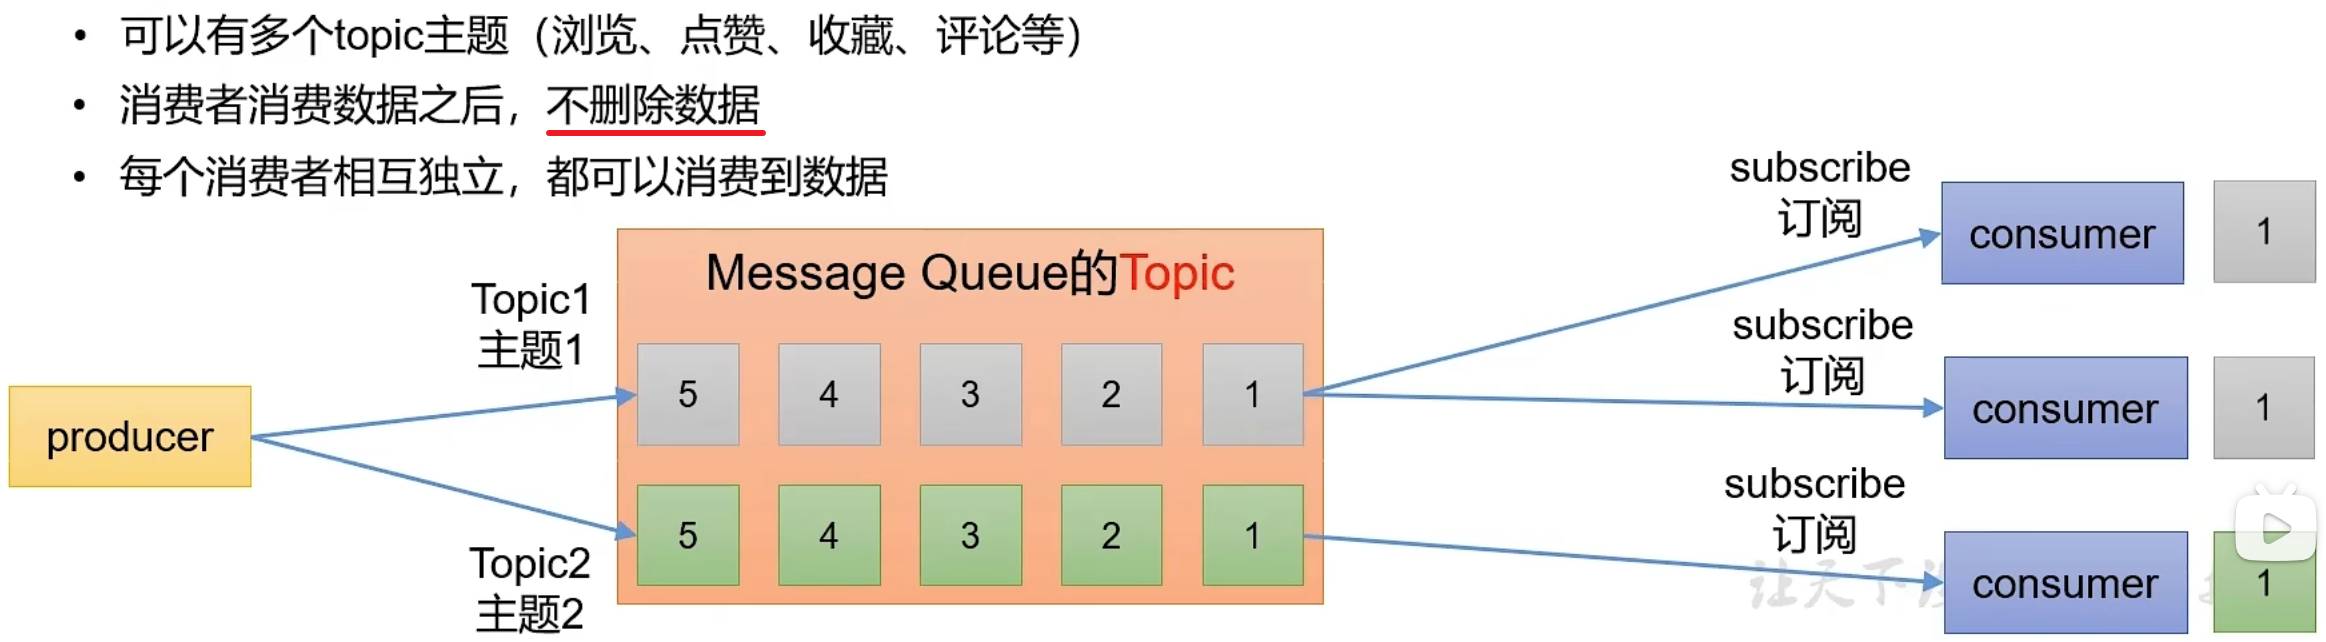 • 可以有多个topic主题（浏览、点赞、收藏、评论等）
• 消费者消费数据之后，不删除数据
• 每个消费者相互独立，都可以消费到数据
Message Queue的Topic
Topic1
主题1
5 4 3 2 1
producer
5 4 3 2 1
Topic2
主题2
subscribe
订阅
consumer 1
subscribe
订阅
consumer 1
subscribe
订阅
consumer 1
让天下没